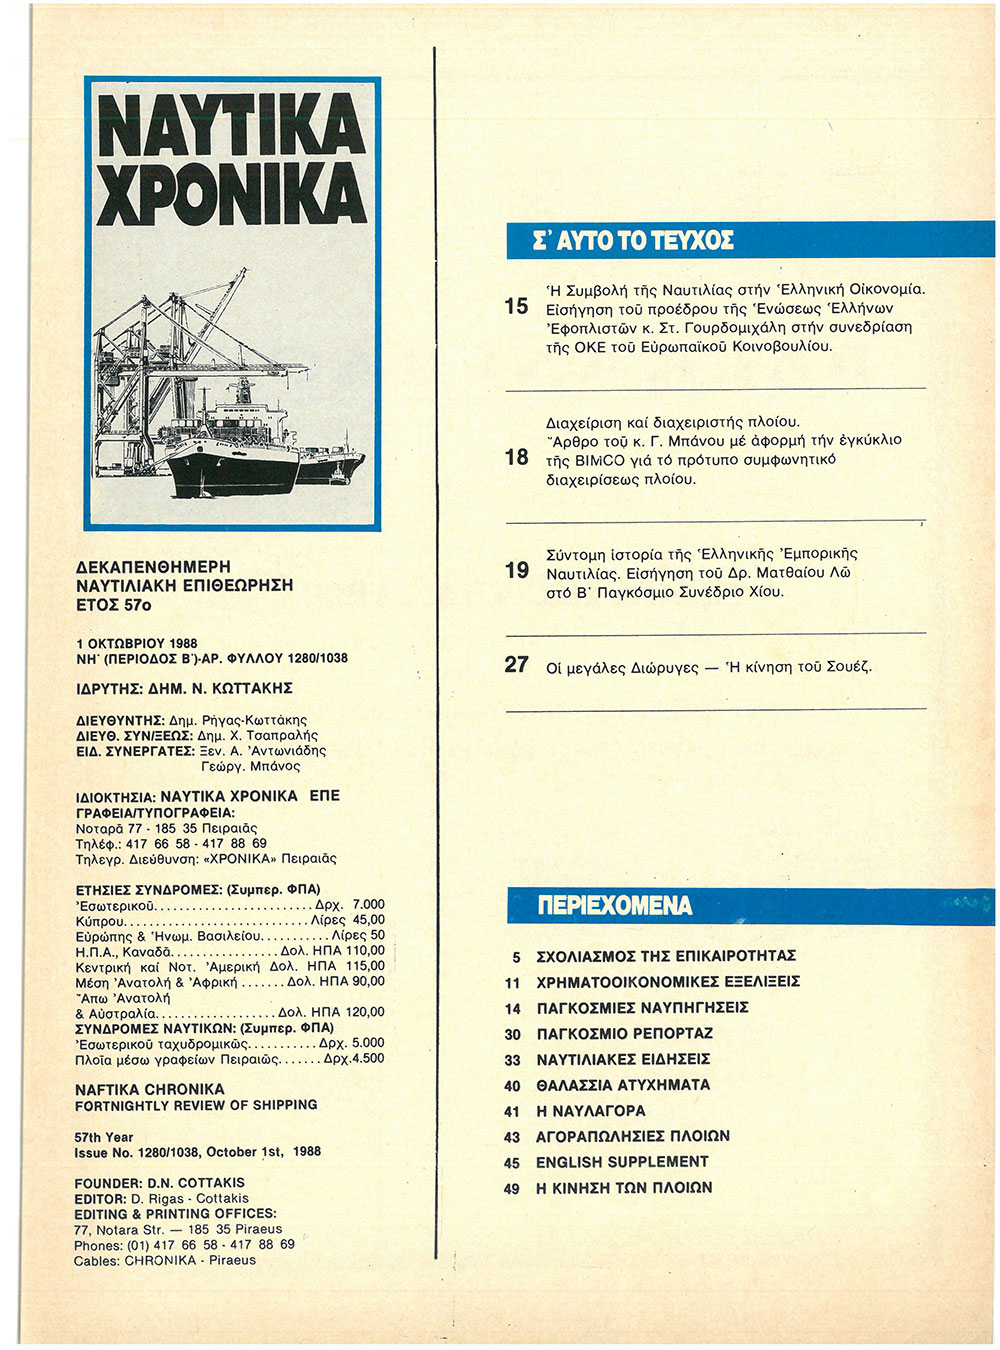 ΝΑΥΤΙΚΑ
ΧΡΟΝΙΚΑ
ΔΕΚΑΠΕΝΘΗΜΕΡΗ
ΝΑΥΤΙΛΙΑΚΗ ΕΠΙΘΕΩΡΗΣΗ
ΕΤΟΣ 57ο
1 ΟΚΤΩΒΡΙΟΥ 1988
ΝΗ' (ΠΕΡΙΟΔΟΣ Β')-ΑΡ. ΦΥΛΛΟΥ 1280/1038
ΙΔΡΥΤΗΣ: ΔΗΜ. Ν. ΚΩΤΤΑΚΗΣ
ΔΙΕΥΘΥΝΤΗΣ: Δημ. Ρήγας-Κωττάκης
ΔΙΕΥΘ. ΣΥΝ/ΞΕΩΣ: Δημ. Χ. Τσαπραλής
ΕΙΔ. ΣΥΝΕΡΓΑΤΕΣ: Ξεν. Α. Ἀντωνιάδης
Γεώργ. Μπάνος
ΙΔΙΟΚΤΗΣΙΑ: ΝΑΥΤΙΚΑ ΧΡΟΝΙΚΑ ΕΠΕ
ΓΡΑΦΕΙΑ/ΤΥΠΟΓΡΑΦΕΙΑ:
Νοταρᾶ 77 - 185 35 Πειραιᾶς
Τηλέφ.: 417 66 58 - 417 88 69
Τηλεγρ. Διεύθυνση: «ΧΡΟΝΙΚΑ» Πειραιᾶς
ΕΤΗΣΙΕΣ ΣΥΝΔΡΟΜΕΣ: (Συμπερ. ΦΠΑ)
Ἐσωτερικοῦ........................Δρχ. 7.000
Κύπρου............................Λίρες 45,00
Εὐρώπης & Ἡνωμ. Βασιλείου...........Λίρες 50
Η.Π.Α., Καναδᾶ.................Δολ. ΗΠΑ 110,00
Κεντρική καί Νοτ. Ἀμερική Δολ. ΗΠΑ 115,00
Μέση Ἀνατολή & Ἀφρική.......Δολ. ΗΠΑ 90,00
Ἄπω Ἀνατολή
& Αὐστραλία...................Δολ. ΗΠΑ 120,00
ΣΥΝΔΡΟΜΕΣ ΝΑΥΤΙΚΩΝ: (Συμπερ. ΦΠΑ)
Ἐσωτερικοῦ ταχυδρομικῶς...........Δρχ. 5.000
Πλοῖα μέσω γραφείων Πειραιῶς.......Δρχ.4.500
NAFTIKA CHRONIKA
FORTNIGHTLY REVIEW OF SHIPPING
57th Year
Issue No. 1280/1038, October 1st, 1988
FOUNDER: D.N. COTTAKIS
EDITOR: D. Rigas - Cottakis
EDITING & PRINTING OFFICES:
77, Notara Str. — 185 35 Piraeus
Phones: (01) 417 66 58 - 417 88 69
Cables: CHRONIKA - Piraeus
Σ' ΑΥΤΟ ΤΟ ΤΕΥΧΟΣ
15 Ἡ Συμβολή τῆς Ναυτιλίας στήν Ἑλληνική Οἰκονομία.
Εἰσήγηση τοῦ προέδρου τῆς Ἑνώσεως Ἑλλήνων
Ἐφοπλιστῶν κ. Στ. Γουρδομιχάλη στήν συνεδρίαση
τῆς ΟΚΕ τοῦ Εὐρωπαϊκοῦ Κοινοβουλίου.
18 Διαχείριση καί διαχειριστής πλοίου.
Ἄρθρο τοῦ κ. Γ. Μπάνου μέ ἀφορμή τήν ἐγκύκλιο
τῆς BIMCO γιά τό πρότυπο συμφωνητικό
διαχειρίσεως πλοίου.
19 Σύντομη ἱστορία τῆς Ἑλληνικῆς Ἐμπορικῆς
Ναυτιλίας. Εἰσήγηση τοῦ Δρ. Ματθαίου Λῶ
στό Β' Παγκόσμιο Συνέδριο Χίου.
27 Οἱ μεγάλες Διώρυγες — Ἡ κίνηση τοῦ Σουέζ.
ΠΕΡΙΕΧΟΜΕΝΑ
5 ΣΧΟΛΙΑΣΜΟΣ ΤΗΣ ΕΠΙΚΑΙΡΟΤΗΤΑΣ
11 ΧΡΗΜΑΤΟΟΙΚΟΝΟΜΙΚΕΣ ΕΞΕΛΙΞΕΙΣ
14 ΠΑΓΚΟΣΜΙΕΣ ΝΑΥΠΗΓΗΣΕΙΣ
30 ΠΑΓΚΟΣΜΙΟ ΡΕΠΟΡΤΑΖ
33 ΝΑΥΤΙΛΙΑΚΕΣ ΕΙΔΗΣΕΙΣ
40 ΘΑΛΑΣΣΙΑ ΑΤΥΧΗΜΑΤΑ
41 Η ΝΑΥΛΑΓΟΡΑ
43 ΑΓΟΡΑΠΩΛΗΣΙΕΣ ΠΛΟΙΩΝ
45 ENGLISH SUPPLEMENT
49 Η ΚΙΝΗΣΗ ΤΩΝ ΠΛΟΙΩΝ